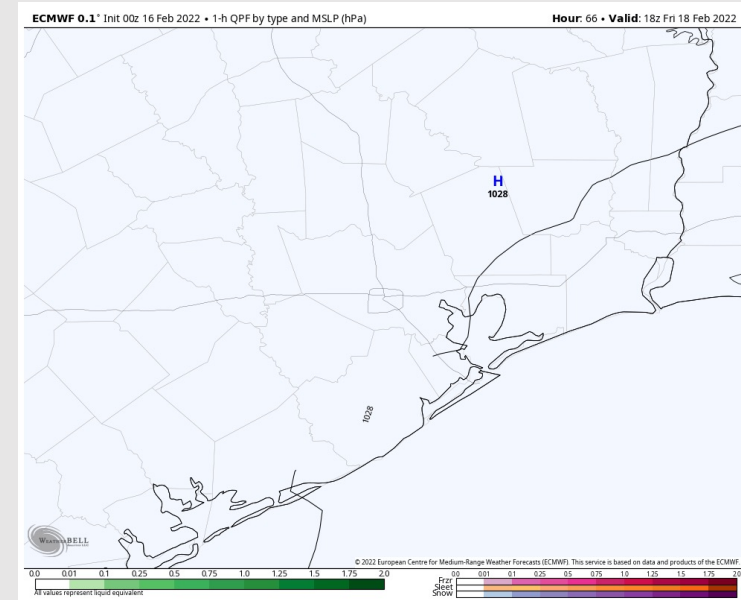 ECMWF 0.1° Init 00z 16 Feb 2022 • 1-h QPF by type and MSLP (hPa) Hour: 66 • Valid: 18z Fri 18 Feb 2022
H
1028
1028
WEATHERBELL
© 2022 European Centre for Medium-Range Weather Forecasts (ECMWF). This service is based on data and products of the ECMWF.
0.0 0.01 0.1 0.25 0.5 0.75 1.0 1.25 1.5 1.75 2.0
All values represent liquid equivalent
0.0 0.01 0.1 0.25 0.5 0.75 1.0 1.25 1.5 1.75 2.0
Frzr
Sleet
Snow